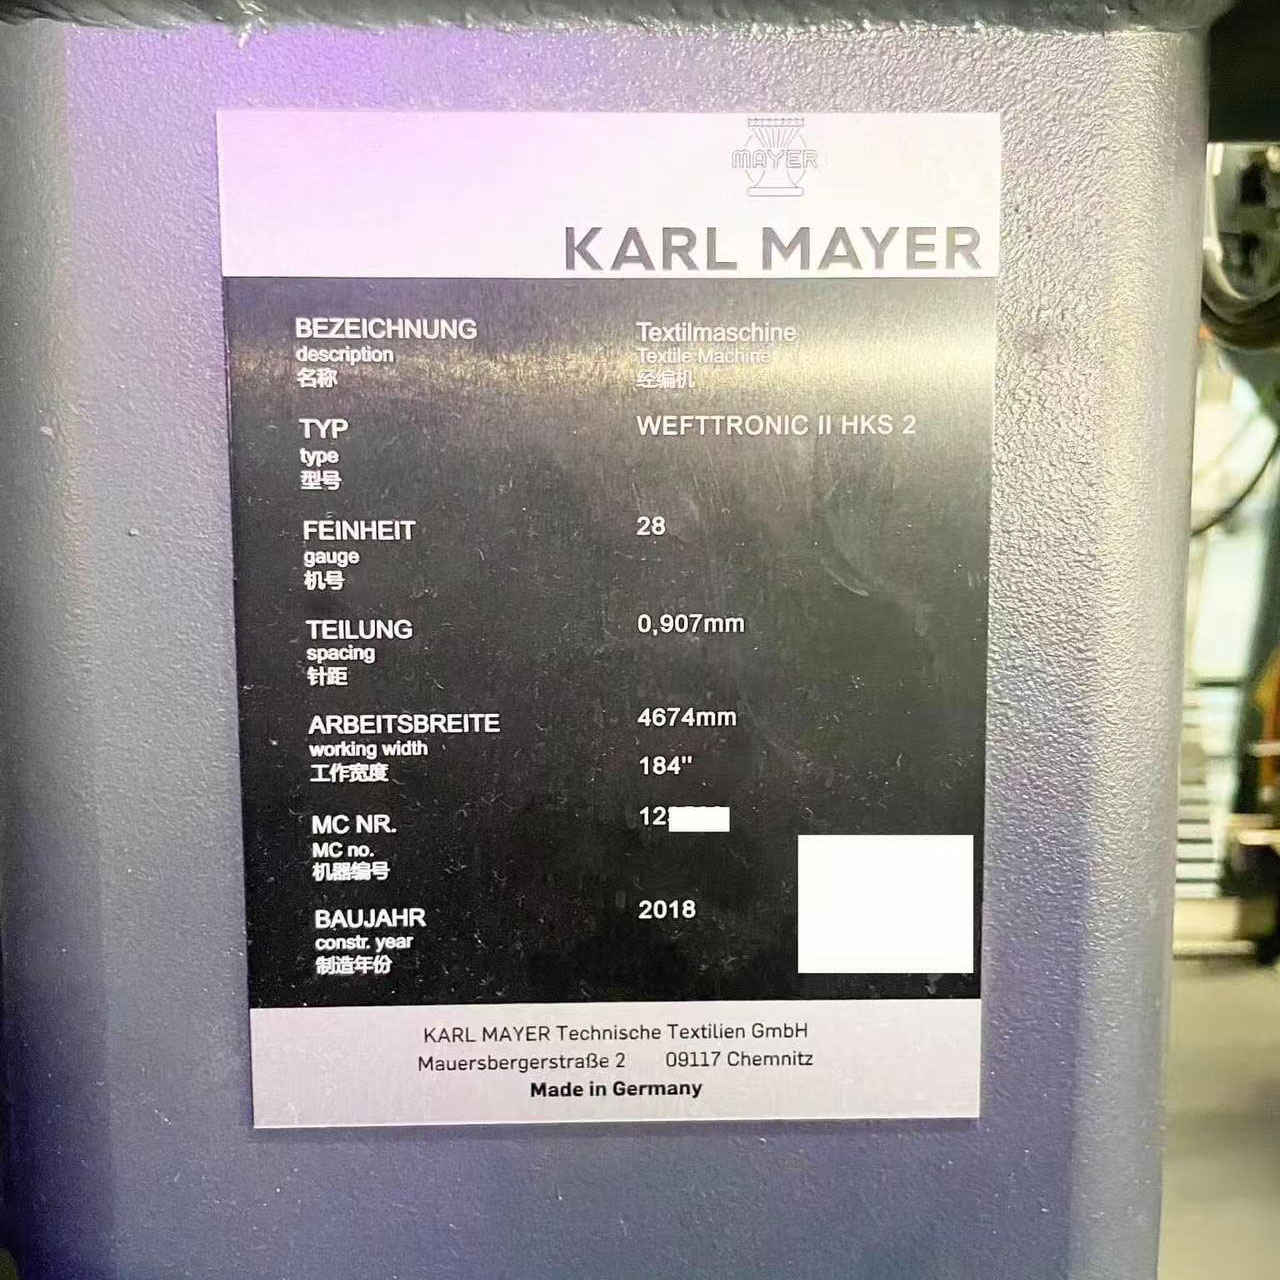 MAYER
KARL MAYER
BEZEICHNUNG Textilmaschine
description Textile Machine
名称 经编机
TYP WEFTTRONIC II HKS 2
type
型号
FEINHEIT 28
gauge
机号
TEILUNG 0,907mm
spacing
针距
ARBEITSBREITE 4674mm
working width
工作宽度 184"
MC NR. 12
MC no.
机器编号
BAUJAHR 2018
constr. year
制造年份
KARL MAYER Technische Textilien GmbH
Mauersbergerstraße 2 09117 Chemnitz
Made in Germany